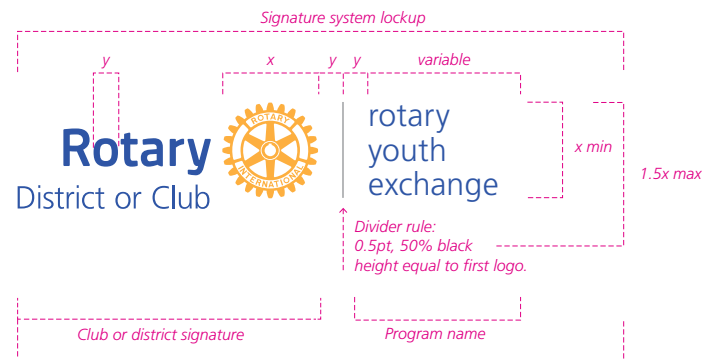 Signature system lockup
y
x
y
y
variable
Rotary
District or Club
ROTARY
INTERNATIONAL
rotary
youth
exchange
x min
1.5x max
Divider rule:
0.5pt, 50% black
height equal to first logo.
Club or district signature
Program name